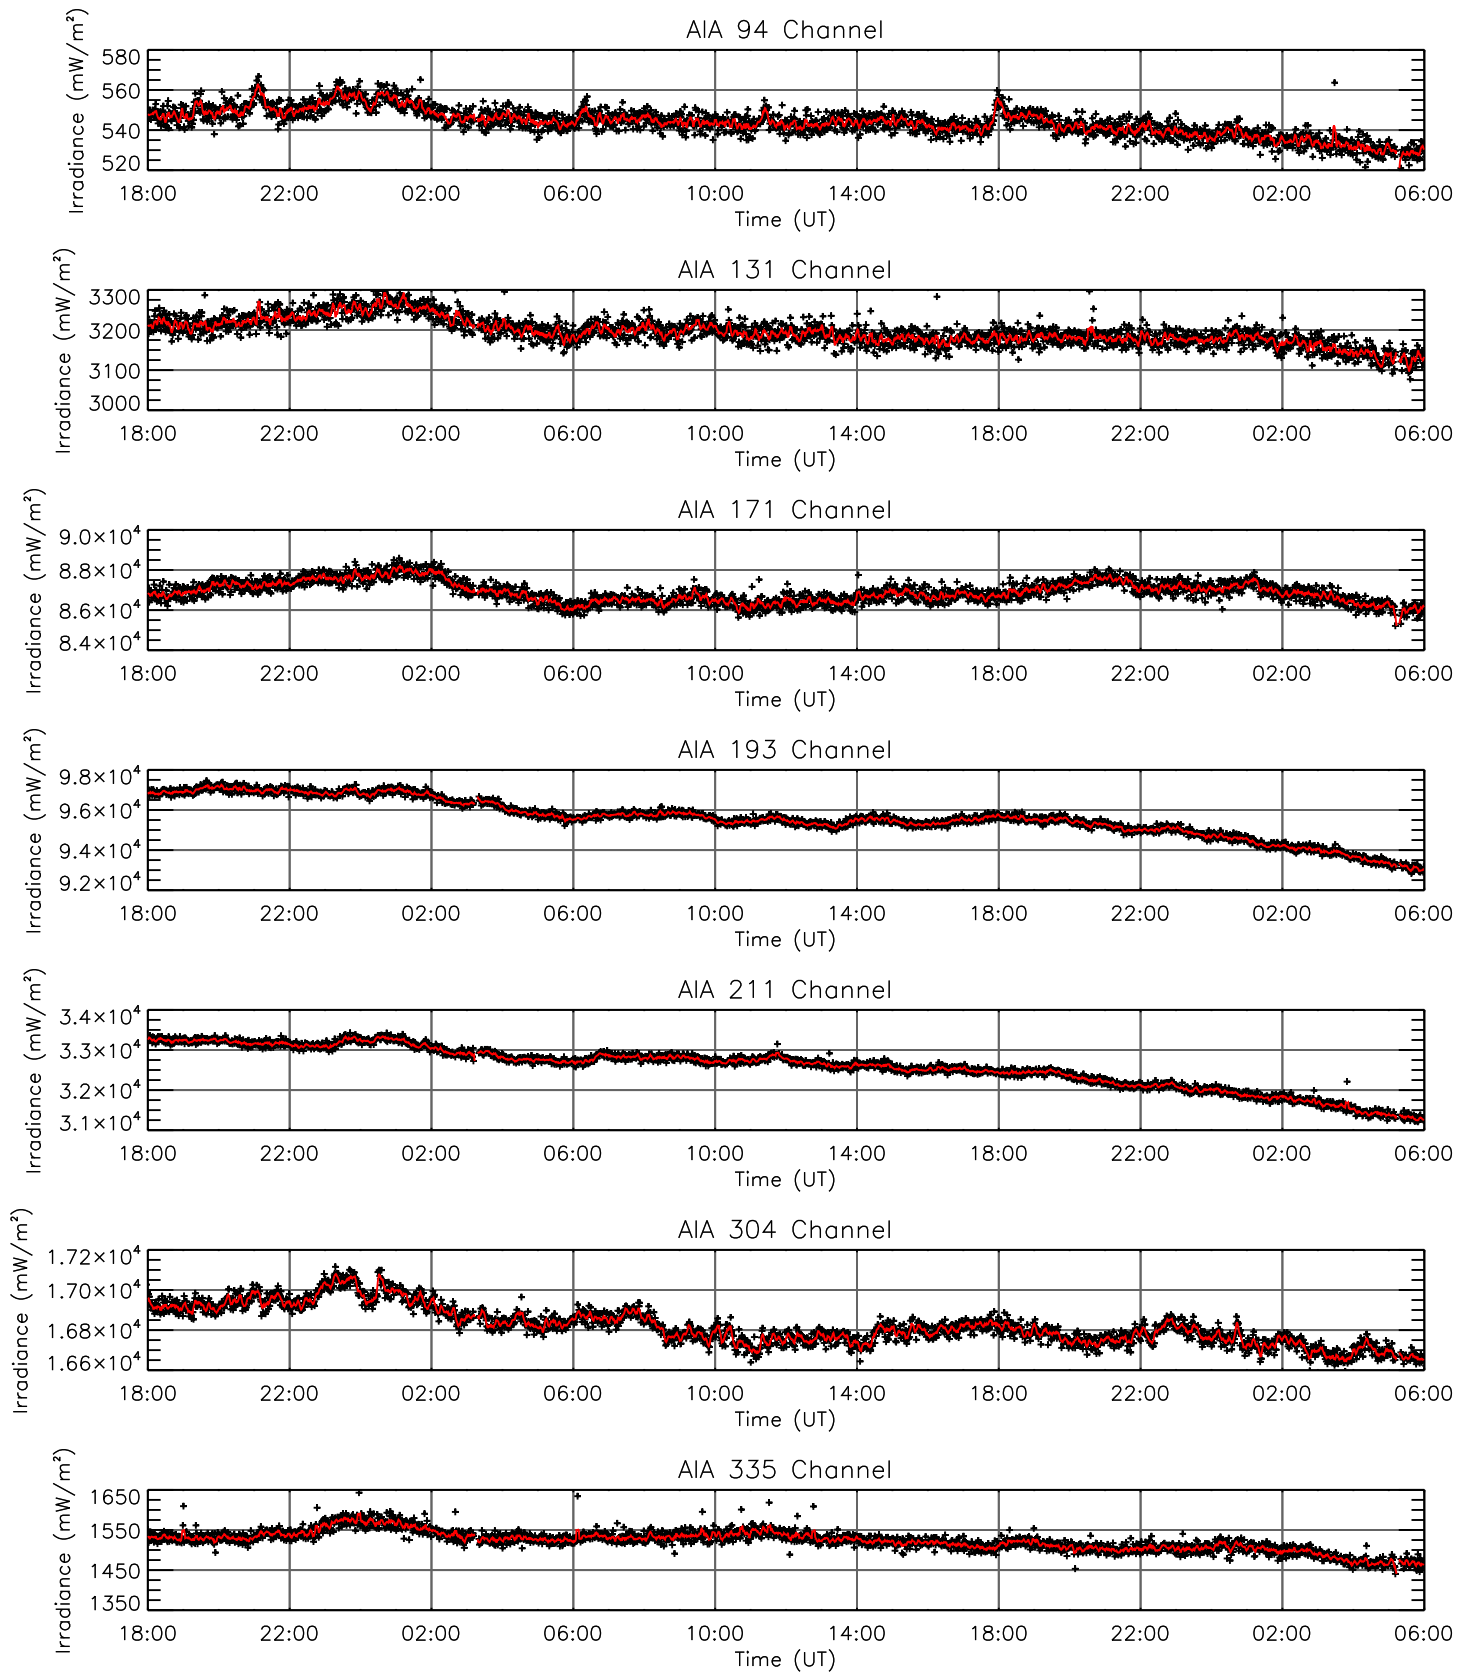 AIA 94 Channel
Irradiance (mW/m²)
580
560
540
520
18:00 22:00 02:00 06:00 10:00 14:00 18:00 22:00 02:00 06:00
Time (UT)
AIA 131 Channel
Irradiance (mW/m²)
3300
3200
3100
3000
18:00 22:00 02:00 06:00 10:00 14:00 18:00 22:00 02:00 06:00
Time (UT)
AIA 171 Channel
Irradiance (mW/m²)
9.0×10⁴
8.8×10⁴
8.6×10⁴
8.4×10⁴
18:00 22:00 02:00 06:00 10:00 14:00 18:00 22:00 02:00 06:00
Time (UT)
AIA 193 Channel
Irradiance (mW/m²)
9.8×10⁴
9.6×10⁴
9.4×10⁴
9.2×10⁴
18:00 22:00 02:00 06:00 10:00 14:00 18:00 22:00 02:00 06:00
Time (UT)
AIA 211 Channel
Irradiance (mW/m²)
3.4×10⁴
3.3×10⁴
3.2×10⁴
3.1×10⁴
18:00 22:00 02:00 06:00 10:00 14:00 18:00 22:00 02:00 06:00
Time (UT)
AIA 304 Channel
Irradiance (mW/m²)
1.72×10⁴
1.70×10⁴
1.68×10⁴
1.66×10⁴
18:00 22:00 02:00 06:00 10:00 14:00 18:00 22:00 02:00 06:00
Time (UT)
AIA 335 Channel
Irradiance (mW/m²)
1650
1550
1450
1350
18:00 22:00 02:00 06:00 10:00 14:00 18:00 22:00 02:00 06:00
Time (UT)